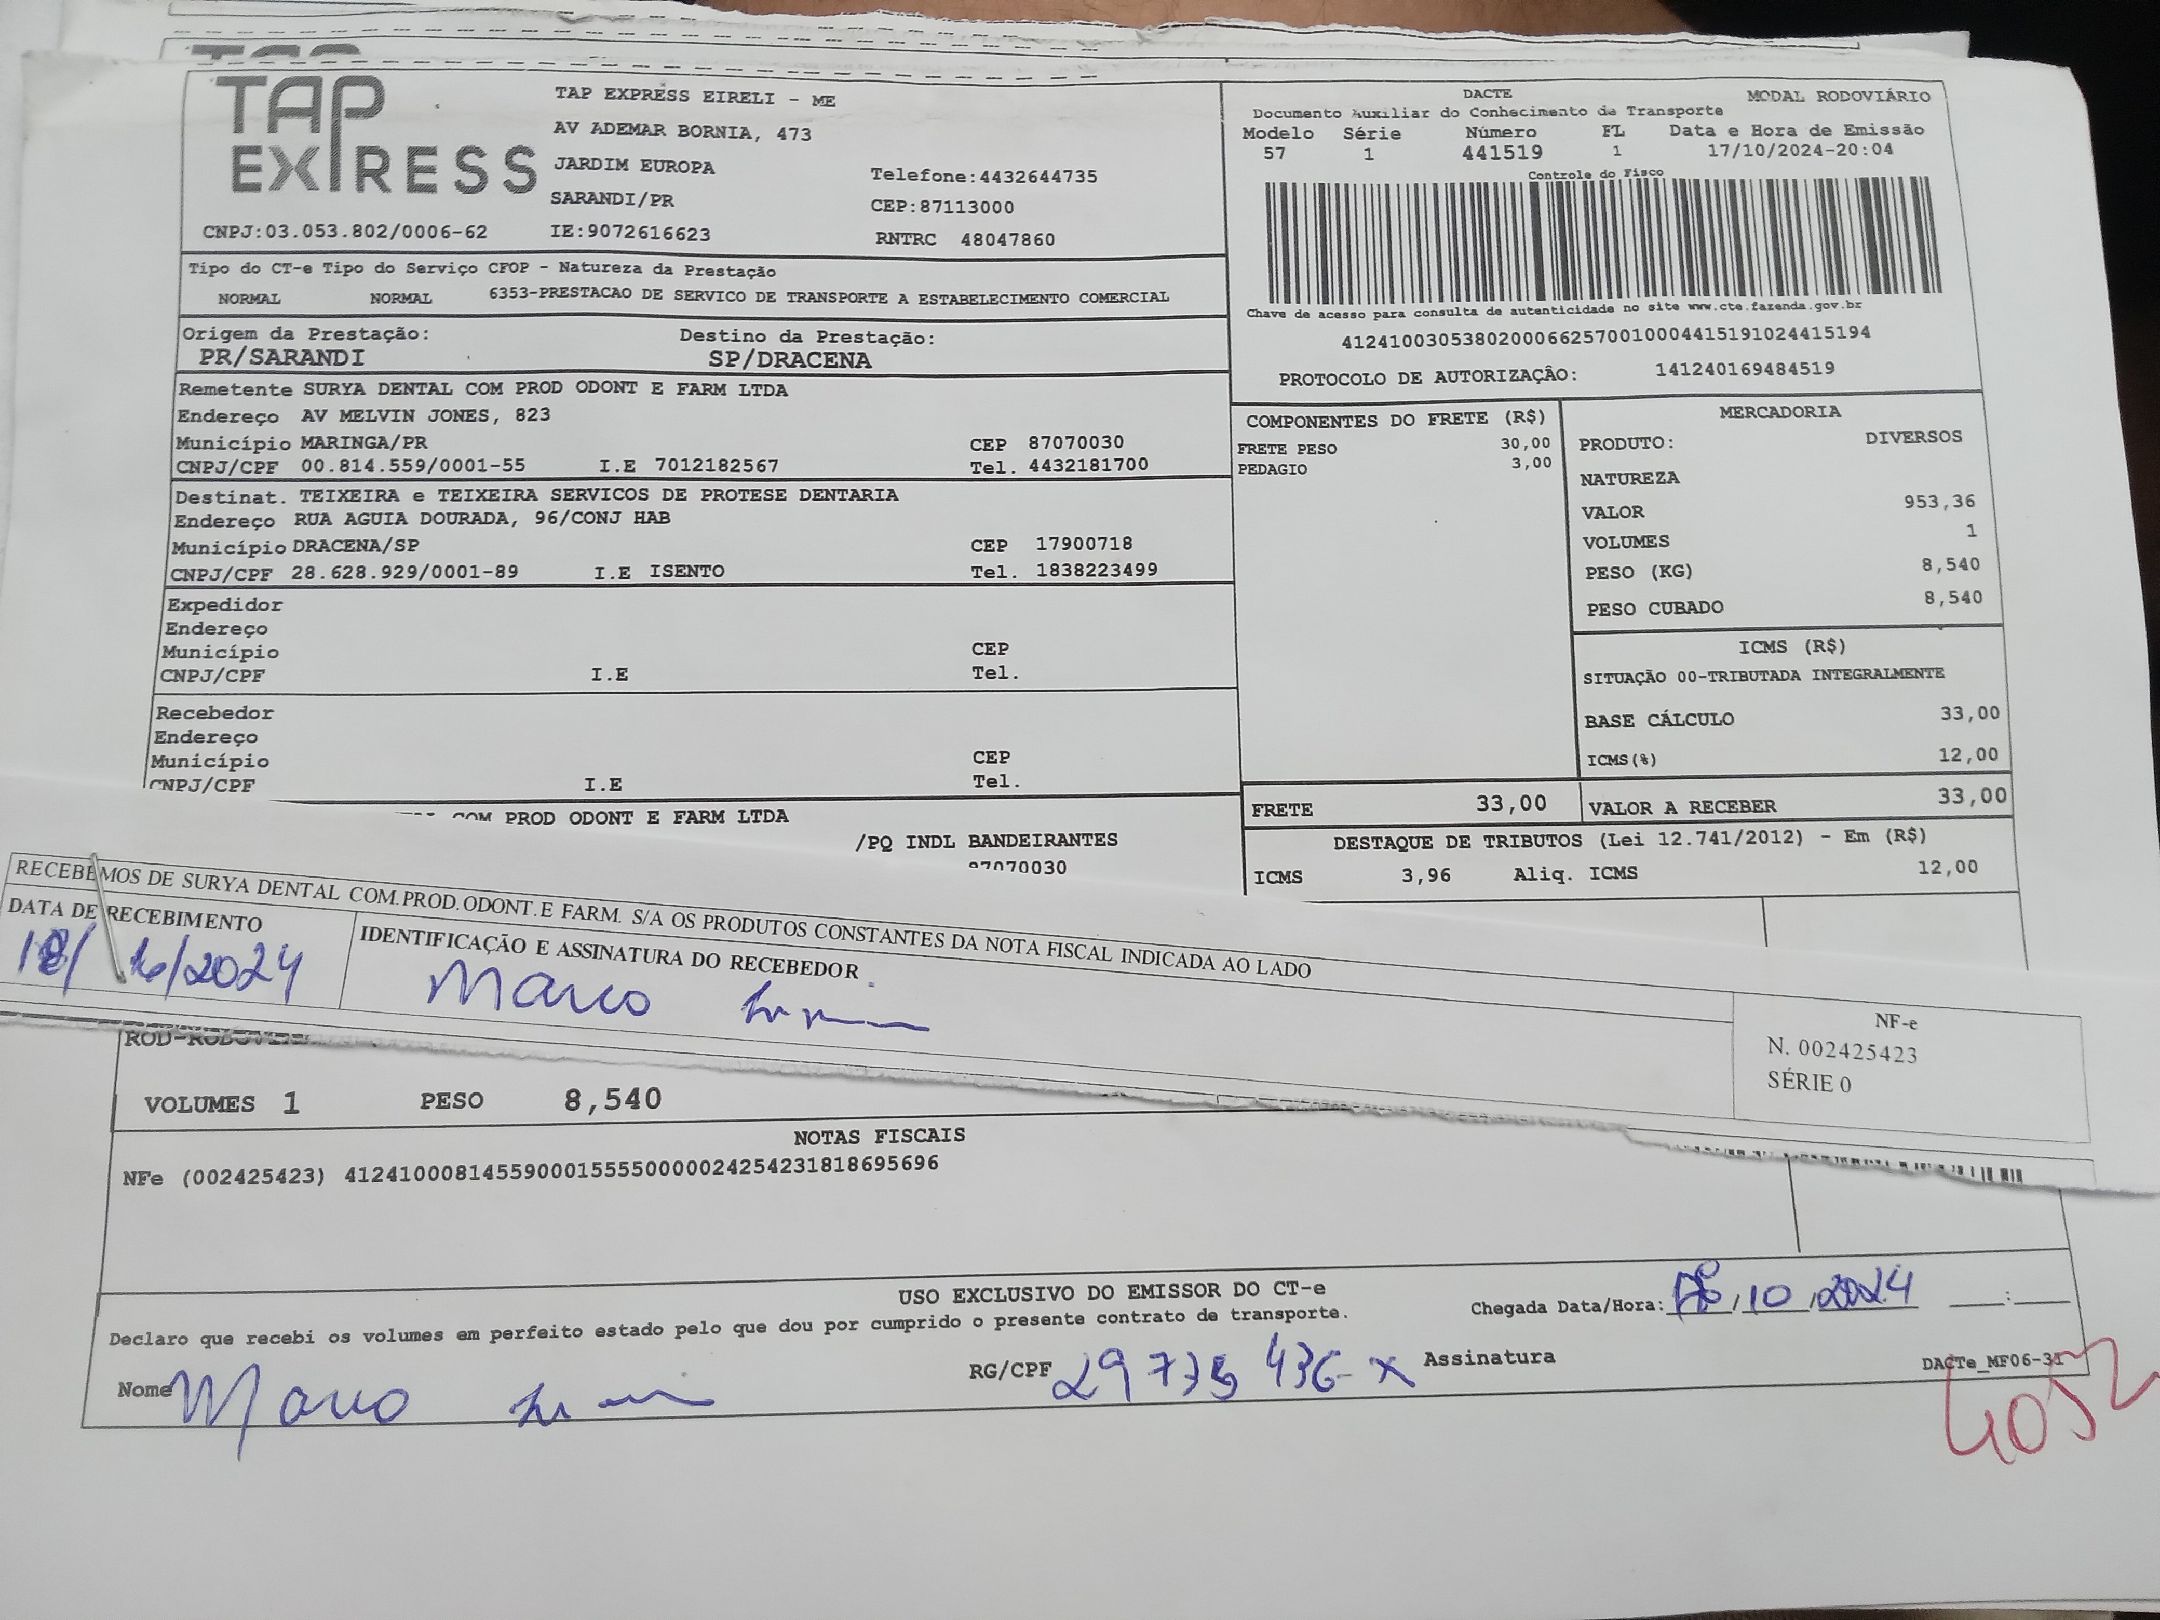 TAP EXPRESS
TAP EXPRESS EIRELI - ME
AV ADEMAR BORNIA, 473
JARDIM EUROPA
Telefone:4432644735
SARANDI/PR
CEP:87113000
CNPJ:03.053.802/0006-62 IE:9072616623 RNTRC 48047860
DACTE MODAL RODOVIÁRIO
Documento Auxiliar do Conhecimento de Transporte
Modelo Série Número FL Data e Hora de Emissão
57 1 441519 1 17/10/2024-20:04
Controle do Fisco
Chave de acesso para consulta de autenticidade no site www.cte.fazenda.gov.br
41241003053802000662570010004415191024415194
PROTOCOLO DE AUTORIZAÇÃO: 141240169484519
Tipo do CT-e Tipo do Serviço CFOP - Natureza da Prestação
NORMAL NORMAL 6353-PRESTACAO DE SERVICO DE TRANSPORTE A ESTABELECIMENTO COMERCIAL
Origem da Prestação: Destino da Prestação:
PR/SARANDI SP/DRACENA
Remetente SURYA DENTAL COM PROD ODONT E FARM LTDA
Endereço AV MELVIN JONES, 823
Município MARINGA/PR CEP 87070030
CNPJ/CPF 00.814.559/0001-55 I.E 7012182567 Tel. 4432181700
Destinat. TEIXEIRA e TEIXEIRA SERVICOS DE PROTESE DENTARIA
Endereço RUA AGUIA DOURADA, 96/CONJ HAB
Município DRACENA/SP CEP 17900718
CNPJ/CPF 28.628.929/0001-89 I.E ISENTO Tel. 1838223499
Expedidor
Endereço
Município CEP
CNPJ/CPF I.E Tel.
Recebedor
Endereço
Município CEP
CNPJ/CPF I.E Tel.
COM PROD ODONT E FARM LTDA
/PQ INDL BANDEIRANTES
87070030
COMPONENTES DO FRETE (R$)
FRETE PESO 30,00
PEDAGIO 3,00
MERCADORIA
PRODUTO: DIVERSOS
NATUREZA
VALOR 953,36
VOLUMES 1
PESO (KG) 8,540
PESO CUBADO 8,540
ICMS (R$)
SITUAÇÃO 00-TRIBUTADA INTEGRALMENTE
BASE CÁLCULO 33,00
ICMS(%) 12,00
FRETE 33,00 VALOR A RECEBER 33,00
DESTAQUE DE TRIBUTOS (Lei 12.741/2012) - Em (R$)
ICMS 3,96 Aliq. ICMS 12,00
RECEBEMOS DE SURYA DENTAL COM.PROD.ODONT.E FARM. S/A OS PRODUTOS CONSTANTES DA NOTA FISCAL INDICADA AO LADO
DATA DE RECEBIMENTO IDENTIFICAÇÃO E ASSINATURA DO RECEBEDOR
/2024 Marco
NF-e
N. 002425423
SÉRIE 0
VOLUMES 1 PESO 8,540
NOTAS FISCAIS
NFe (002425423) 41241000814559000155550000024254231818695696
USO EXCLUSIVO DO EMISSOR DO CT-e
Declaro que recebi os volumes em perfeito estado pelo que dou por cumprido o presente contrato de transporte.
Chegada Data/Hora: /10/2024 :
Nome Marco RG/CPF 29 735 436-X Assinatura
DACTe_MF06-31